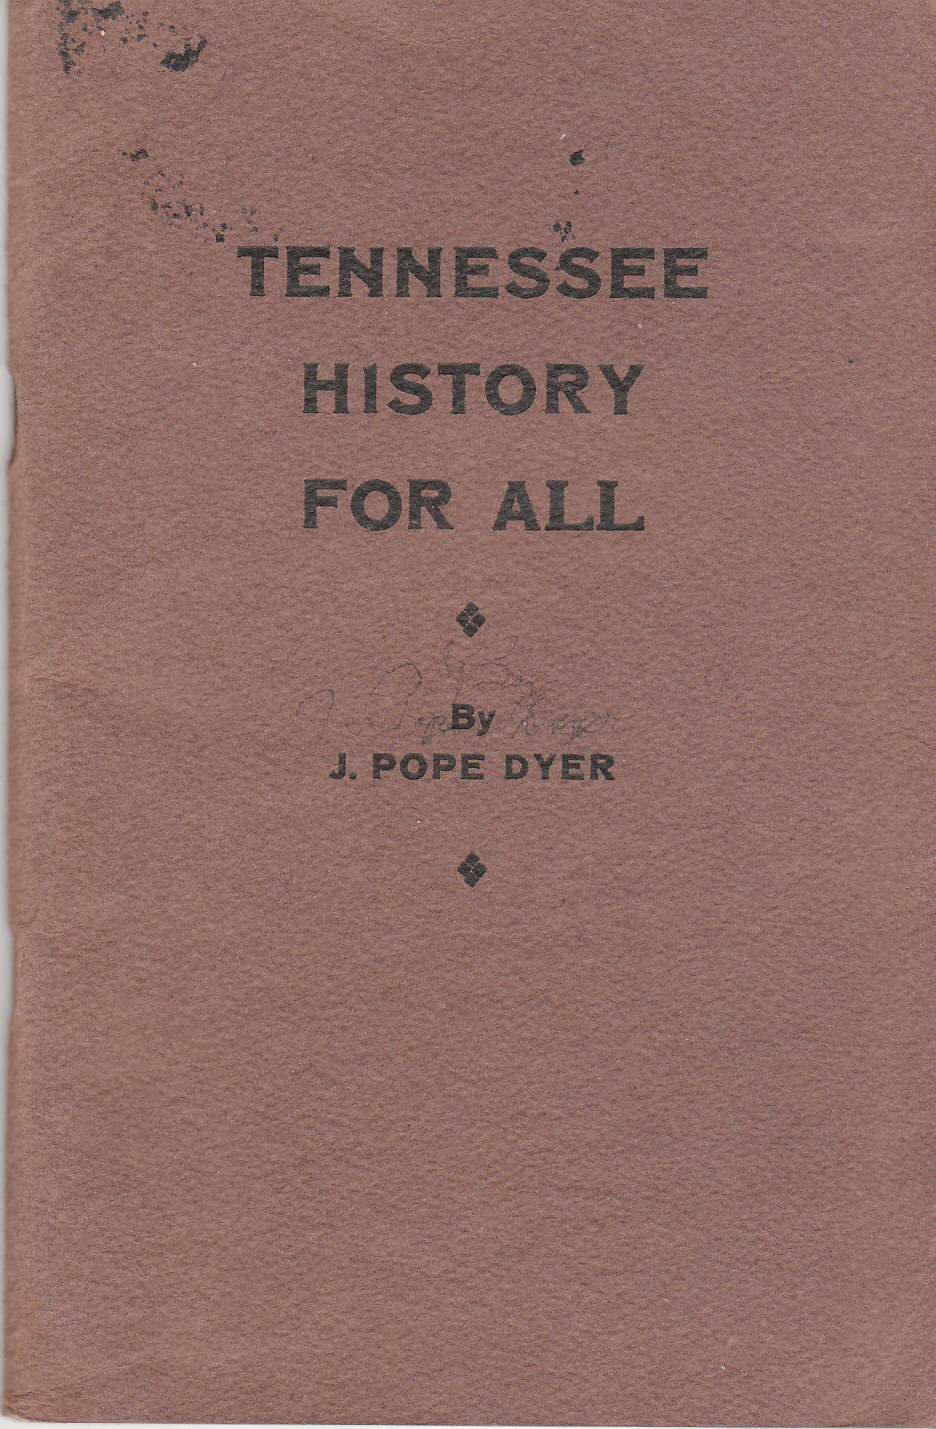 TENNESSEE
HISTORY
FOR ALL
By
J. POPE DYER